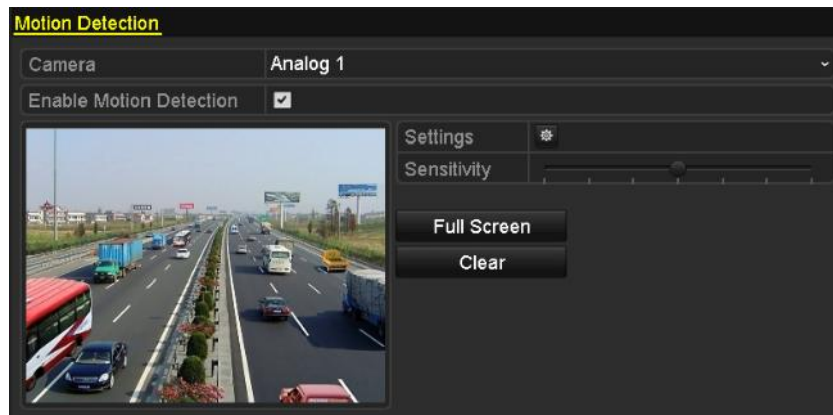 Motion Detection
Camera Analog 1
Enable Motion Detection
Settings
Sensitivity
Full Screen
Clear